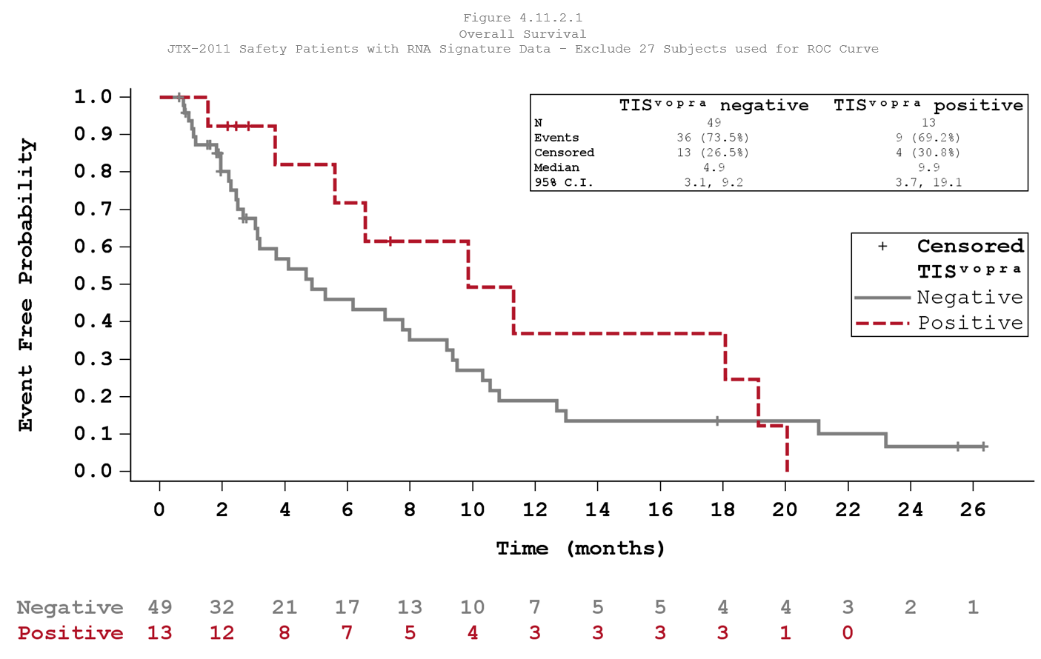 Figure 4.11.2.1
Overall Survival
JTX-2011 Safety Patients with RNA Signature Data - Exclude 27 Subjects used for ROC Curve
Event Free Probability
1.0
0.9
0.8
0.7
0.6
0.5
0.4
0.3
0.2
0.1
0.0
TISᵛᵒᵖʳᵃ negative TISᵛᵒᵖʳᵃ positive
N 49 13
Events 36 (73.5%) 9 (69.2%)
Censored 13 (26.5%) 4 (30.8%)
Median 4.9 9.9
95% C.I. 3.1, 9.2 3.7, 19.1
+ Censored
TISᵛᵒᵖʳᵃ
Negative
Positive
0 2 4 6 8 10 12 14 16 18 20 22 24 26
Time (months)
Negative 49 32 21 17 13 10 7 5 5 4 4 3 2 1
Positive 13 12 8 7 5 4 3 3 3 3 1 0